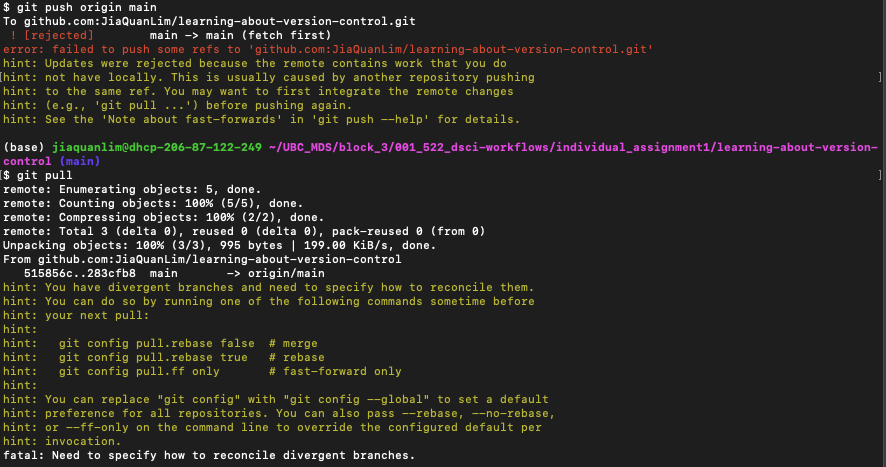 $ git push origin main
To github.com:JiaQuanLim/learning-about-version-control.git
 ! [rejected]        main -> main (fetch first)
error: failed to push some refs to 'github.com:JiaQuanLim/learning-about-version-control.git'
hint: Updates were rejected because the remote contains work that you do
[hint: not have locally. This is usually caused by another repository pushing ]
hint: to the same ref. You may want to first integrate the remote changes
hint: (e.g., 'git pull ...') before pushing again.
hint: See the 'Note about fast-forwards' in 'git push --help' for details.

(base) jiaquanlim@dhcp-206-87-122-249 ~/UBC_MDS/block_3/001_522_dsci-workflows/individual_assignment1/learning-about-version-
control (main)
[$ git pull ]
remote: Enumerating objects: 5, done.
remote: Counting objects: 100% (5/5), done.
remote: Compressing objects: 100% (2/2), done.
remote: Total 3 (delta 0), reused 0 (delta 0), pack-reused 0 (from 0)
Unpacking objects: 100% (3/3), 995 bytes | 199.00 KiB/s, done.
From github.com:JiaQuanLim/learning-about-version-control
   515856c..283cfb8  main       -> origin/main
hint: You have divergent branches and need to specify how to reconcile them.
hint: You can do so by running one of the following commands sometime before
hint: your next pull:
hint:
hint:   git config pull.rebase false  # merge
hint:   git config pull.rebase true   # rebase
hint:   git config pull.ff only       # fast-forward only
hint:
hint: You can replace "git config" with "git config --global" to set a default
hint: preference for all repositories. You can also pass --rebase, --no-rebase,
hint: or --ff-only on the command line to override the configured default per
hint: invocation.
fatal: Need to specify how to reconcile divergent branches.